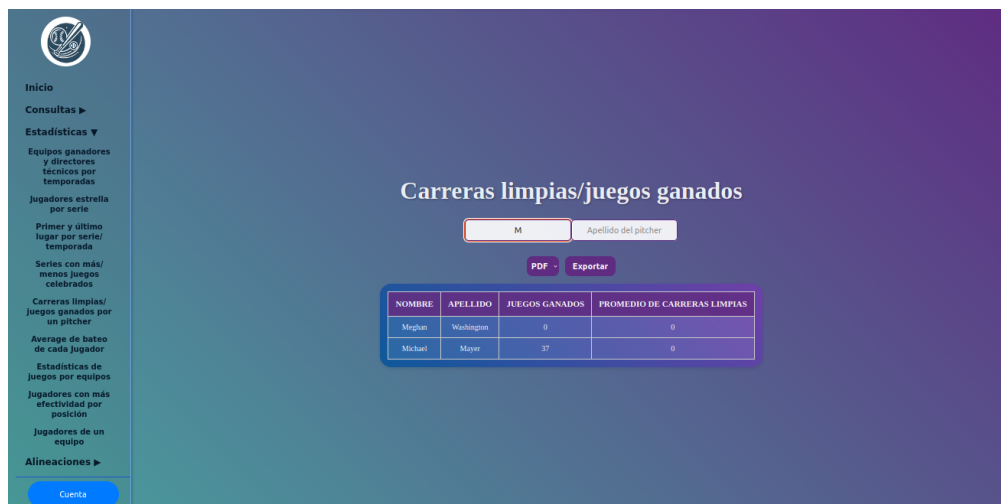 Inicio
Consultas ▶
Estadísticas ▼
Equipos ganadores
y directores
técnicos por
temporadas
Jugadores estrella
por serie
Primer y último
lugar por serie/
temporada
Series con más/
menos juegos
celebrados
Carreras limpias/
juegos ganados por
un pitcher
Average de bateo
de cada jugador
Estadísticas de
juegos por equipos
Jugadores con más
efectividad por
posición
Jugadores de un
equipo
Alineaciones ▶
Cuenta
Carreras limpias/juegos ganados
M Apellido del pitcher
PDF Exportar
NOMBRE APELLIDO JUEGOS GANADOS PROMEDIO DE CARRERAS LIMPIAS
Meghan Washington 0 0
Michael Mayer 37 0